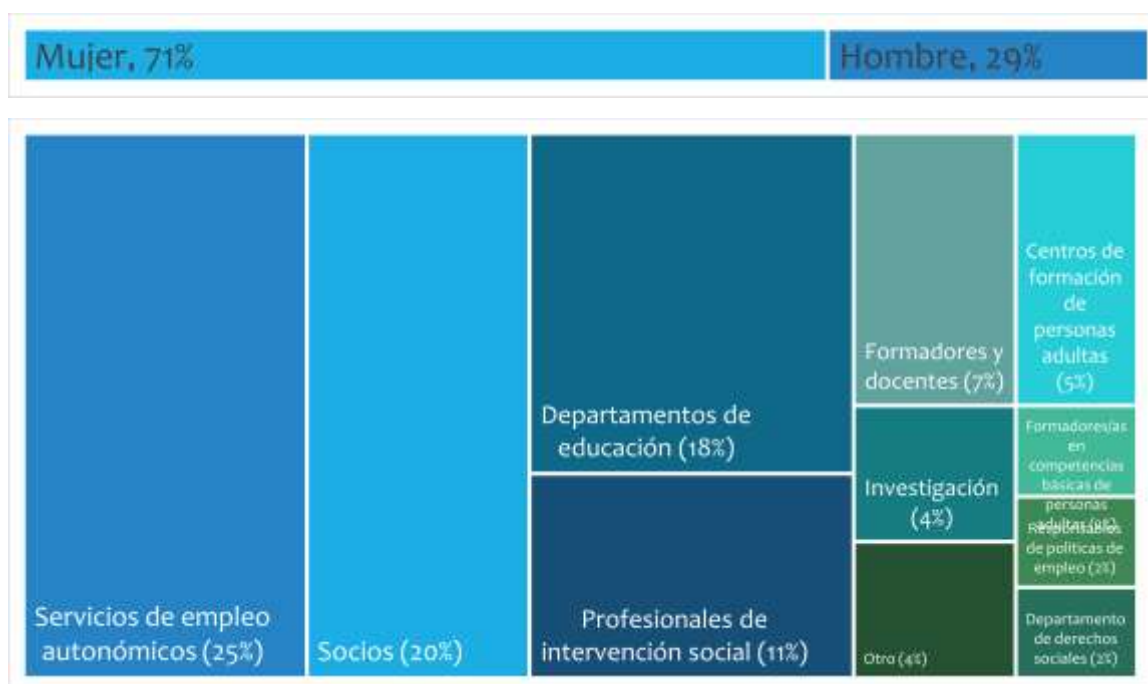 Mujer, 71%
Hombre, 29%
Servicios de empleo
autonómicos (25%)
Socios (20%)
Departamentos de
educación (18%)
Profesionales de
intervención social (11%)
Formadores y
docentes (7%)
Investigación
(4%)
Otro (4%)
Centros de
formación
de
personas
adultas
(5%)
Formadores/as
en
competencias
básicas de
personas
adultas
Responsables
de políticas de
empleo (2%)
Departamento
de derechos
sociales (2%)